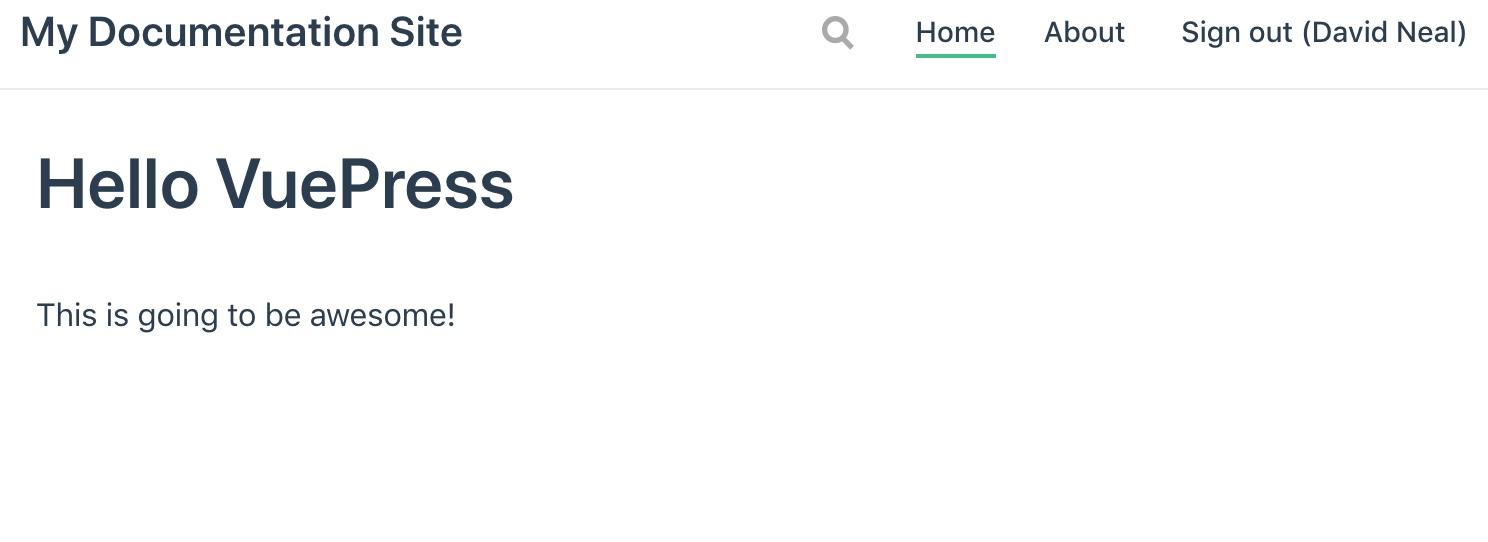 My Documentation Site
Home
About
Sign out (David Neal)
Hello VuePress
This is going to be awesome!